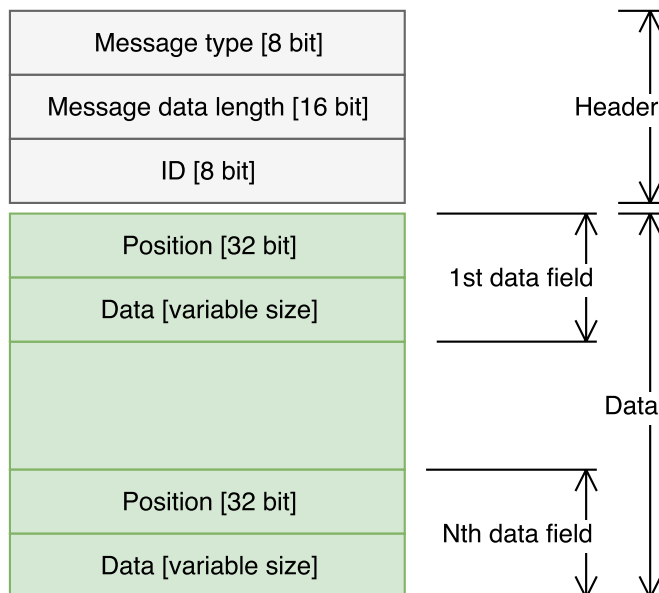 Message type [8 bit]
Message data length [16 bit]
Header
ID [8 bit]
Position [32 bit]
1st data field
Data [variable size]
Data
Position [32 bit]
Nth data field
Data [variable size]